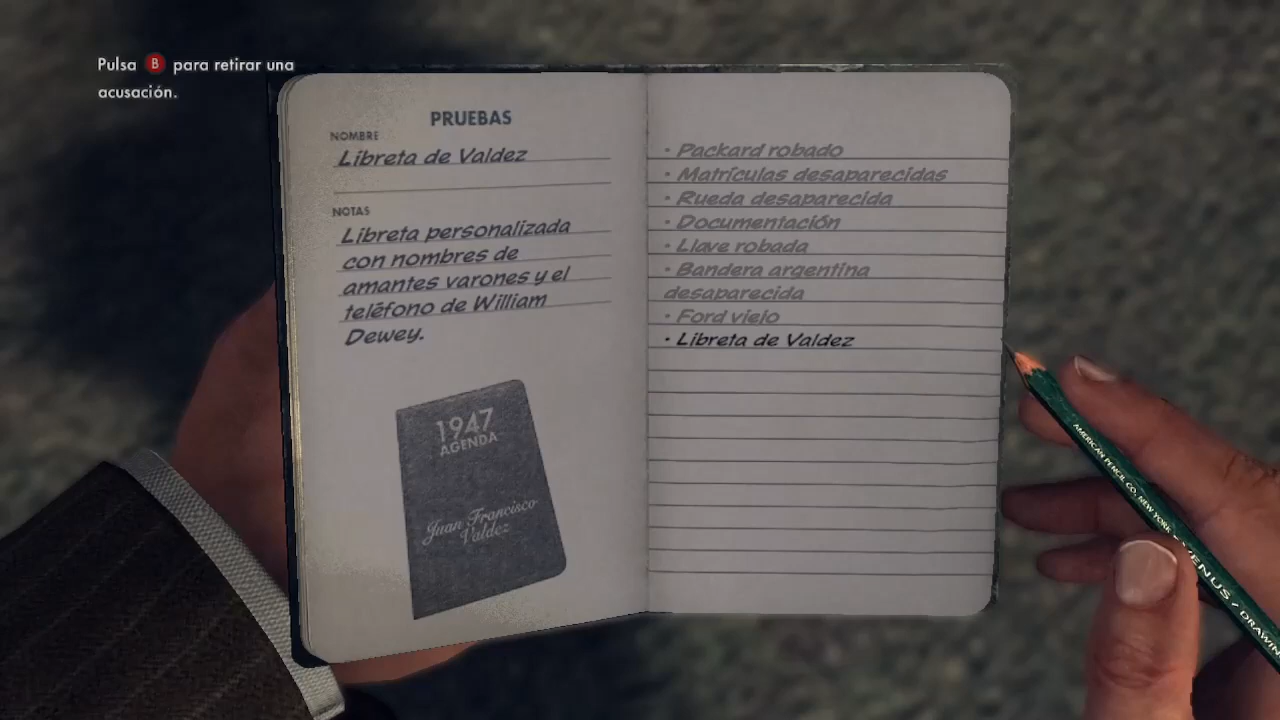 Pulsa B para retirar una
acusación.
PRUEBAS
NOMBRE
Libreta de Valdez
NOTAS
Libreta personalizada
con nombres de
amantes varones y el
teléfono de William
Dewey.
1947
AGENDA
Juan Francisco
Valdez
• Packard robado
• Matrículas desaparecidas
• Rueda desaparecida
• Documentación
• Llave robada
• Bandera argentina
desaparecida
• Ford viejo
• Libreta de Valdez
AMERICAN PENCIL CO. NEW YORK VENUS / DRAWIN